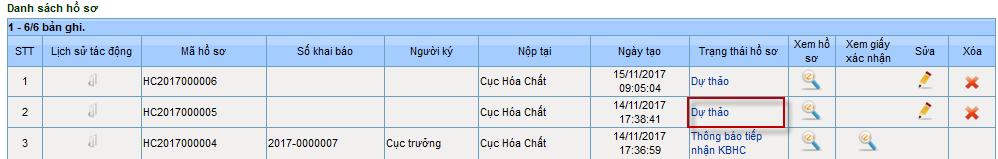 Danh sách hồ sơ
1 - 6/6 bản ghi.
STT Lịch sử tác động Mã hồ sơ Số khai báo Người ký Nộp tại Ngày tạo Trạng thái hồ sơ Xem hồ sơ Xem giấy xác nhận Sửa Xóa
1 HC2017000006 Cục Hóa Chất 15/11/2017 09:05:04 Dự thảo
2 HC2017000005 Cục Hóa Chất 14/11/2017 17:38:41 Dự thảo
3 HC2017000004 2017-0000007 Cục trưởng Cục Hóa Chất 14/11/2017 17:36:59 Thông báo tiếp nhận KBHC